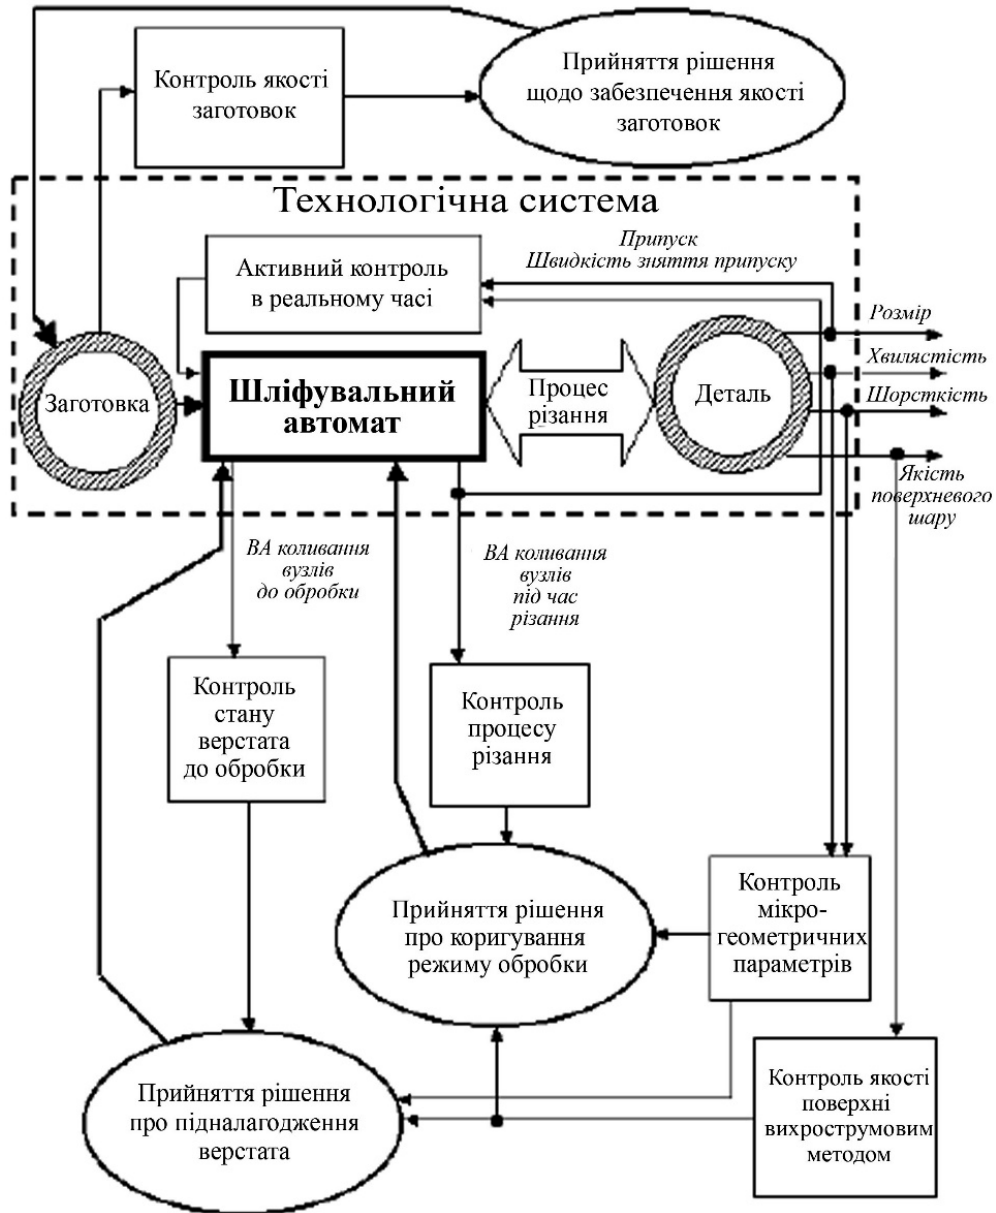 Контроль якості
заготовок
Прийняття рішення
щодо забезпечення якості
заготовок
Технологічна система
Активний контроль
в реальному часі
Припуск
Швидкість зняття припуску
Заготовка
Шліфувальний
автомат
Процес
різання
Деталь
Розмір
Хвилястість
Шорсткість
Якість
поверхневого
шару
ВА коливання
вузлів
до обробки
ВА коливання
вузлів
під час
різання
Контроль
стану
верстата
до обробки
Контроль
процесу
різання
Прийняття рішення
про коригування
режиму обробки
Контроль
мікро-
геометричних
параметрів
Прийняття рішення
про підналагодження
верстата
Контроль якості
поверхні
вихрострумовим
методом